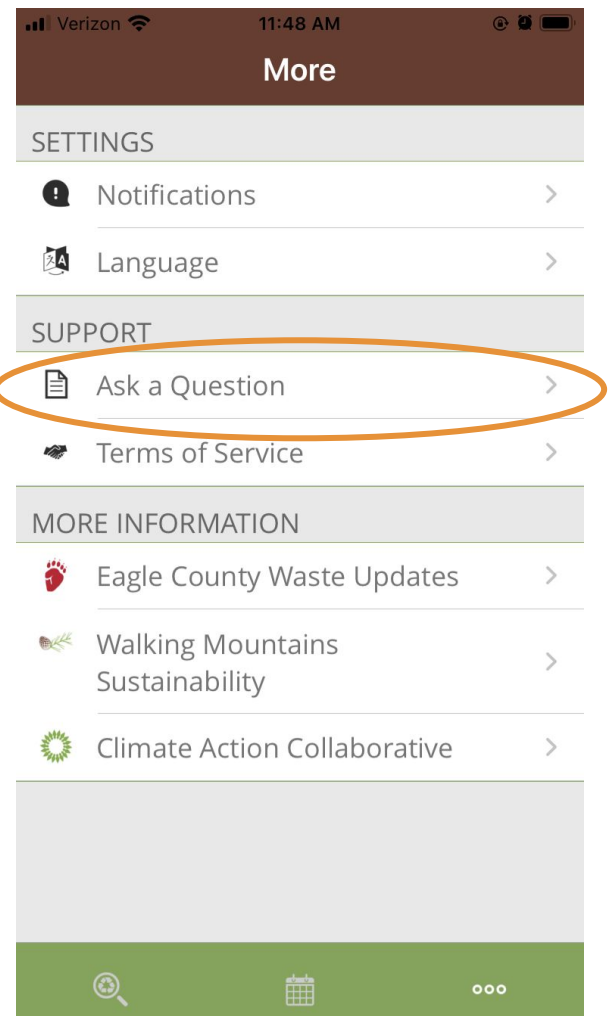 Verizon 11:48 AM
More
SETTINGS
Notifications
Language
SUPPORT
Ask a Question
Terms of Service
MORE INFORMATION
Eagle County Waste Updates
Walking Mountains
Sustainability
Climate Action Collaborative